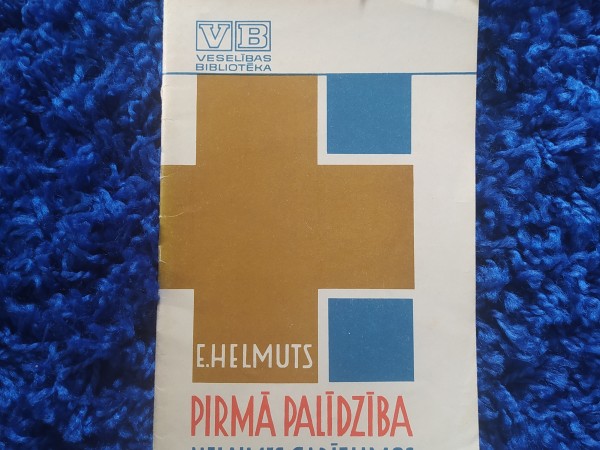 VB
VESELĪBAS
BIBLIOTĒKA
E.HELMUTS
PIRMĀ PALĪDZĪBA